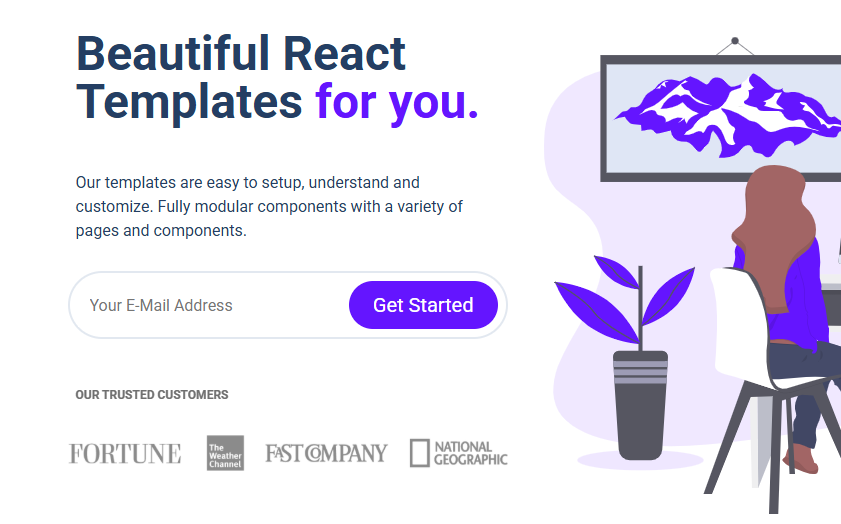 Beautiful React
Templates for you.
Our templates are easy to setup, understand and
customize. Fully modular components with a variety of
pages and components.
Your E-Mail Address
Get Started
OUR TRUSTED CUSTOMERS
FORTUNE
The
Weather
Channel
FAST COMPANY
NATIONAL
GEOGRAPHIC